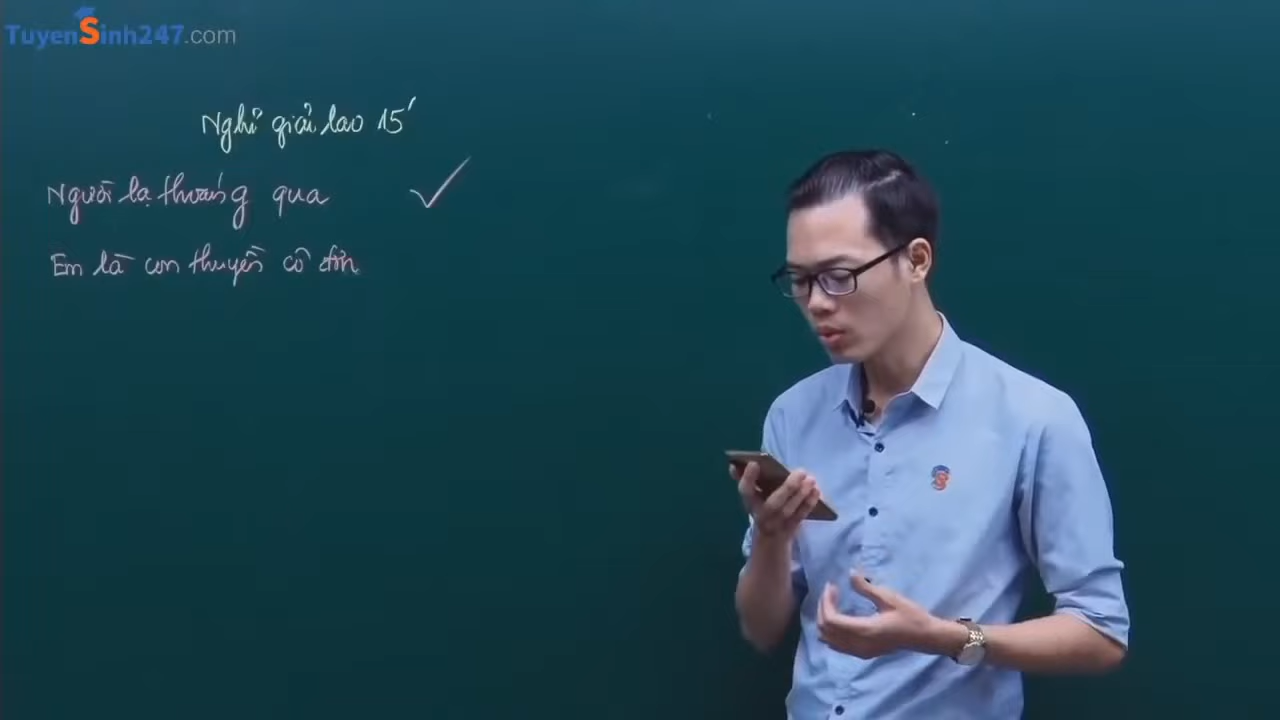 TuyenSinh247.com
Nghỉ giải lao 15'
Người lạ thoáng qua
Em là con thuyền cô đơn